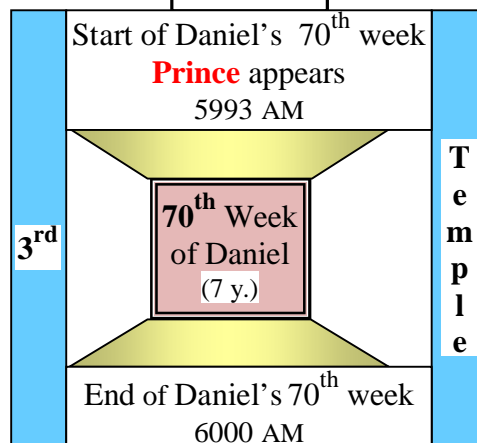 Start of Daniel's 70th week
Prince appears
5993 AM
3rd
70th Week
of Daniel
(7 y.)
Temple
End of Daniel's 70th week
6000 AM